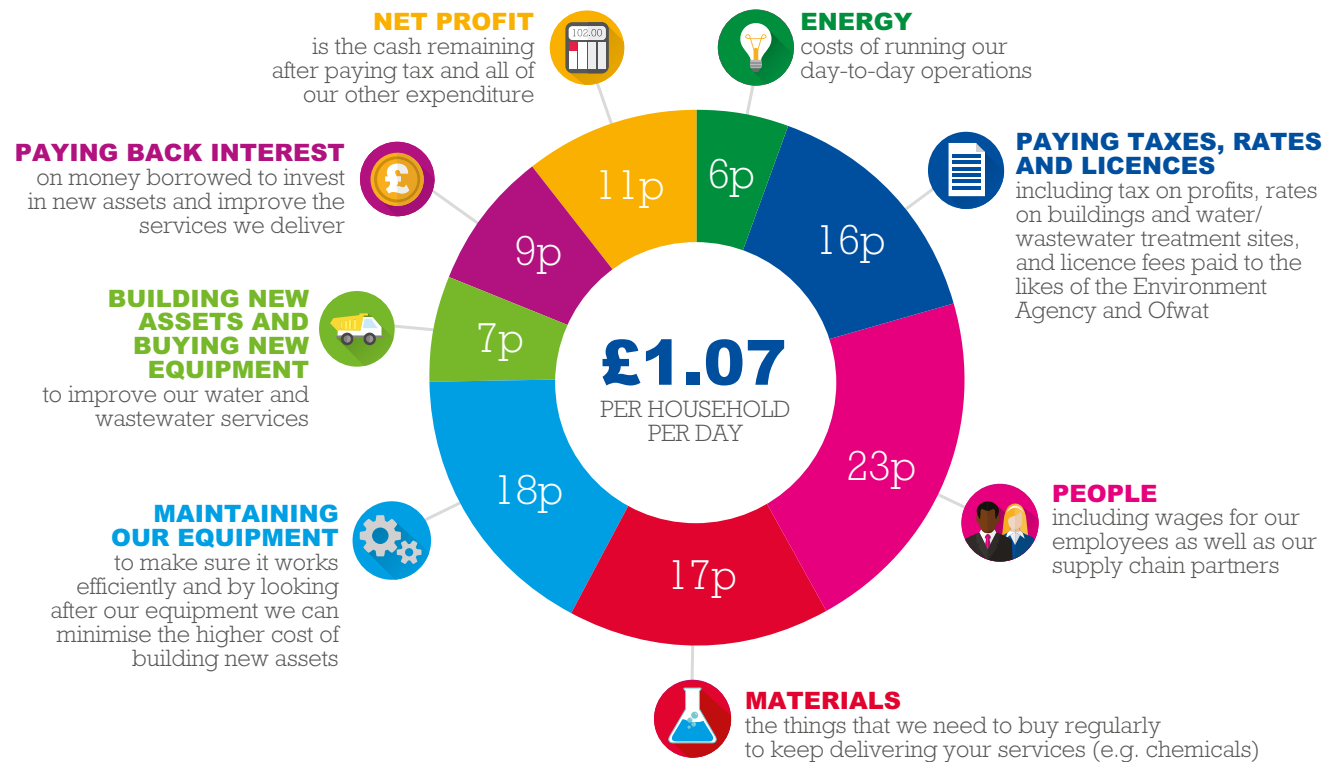 NET PROFIT
is the cash remaining
after paying tax and all of
our other expenditure
102.00
ENERGY
costs of running our
day-to-day operations
PAYING TAXES, RATES
AND LICENCES
including tax on profits, rates
on buildings and water/
wastewater treatment sites,
and licence fees paid to the
likes of the Environment
Agency and Ofwat
PEOPLE
including wages for our
employees as well as our
supply chain partners
MATERIALS
the things that we need to buy regularly
to keep delivering your services (e.g. chemicals)
MAINTAINING
OUR EQUIPMENT
to make sure it works
efficiently and by looking
after our equipment we can
minimise the higher cost of
building new assets
BUILDING NEW
ASSETS AND
BUYING NEW
EQUIPMENT
to improve our water and
wastewater services
PAYING BACK INTEREST
on money borrowed to invest
in new assets and improve the
services we deliver
£
11p
6p
16p
23p
17p
18p
7p
9p
£1.07
PER HOUSEHOLD
PER DAY